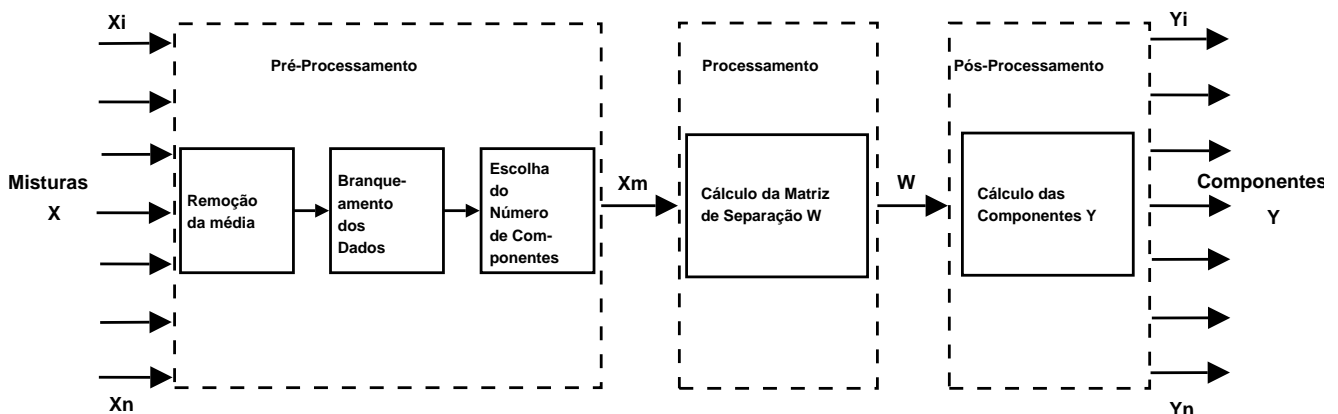 Xi
Yi
Pré-Processamento
Processamento
Pós-Processamento
Misturas
X
Remoção
da média
Branque-
amento
dos
Dados
Escolha
do
Número
de Com-
ponentes
Xm
Cálculo da Matriz
de Separação W
W
Cálculo das
Componentes Y
Componentes
Y
Xn
Yn